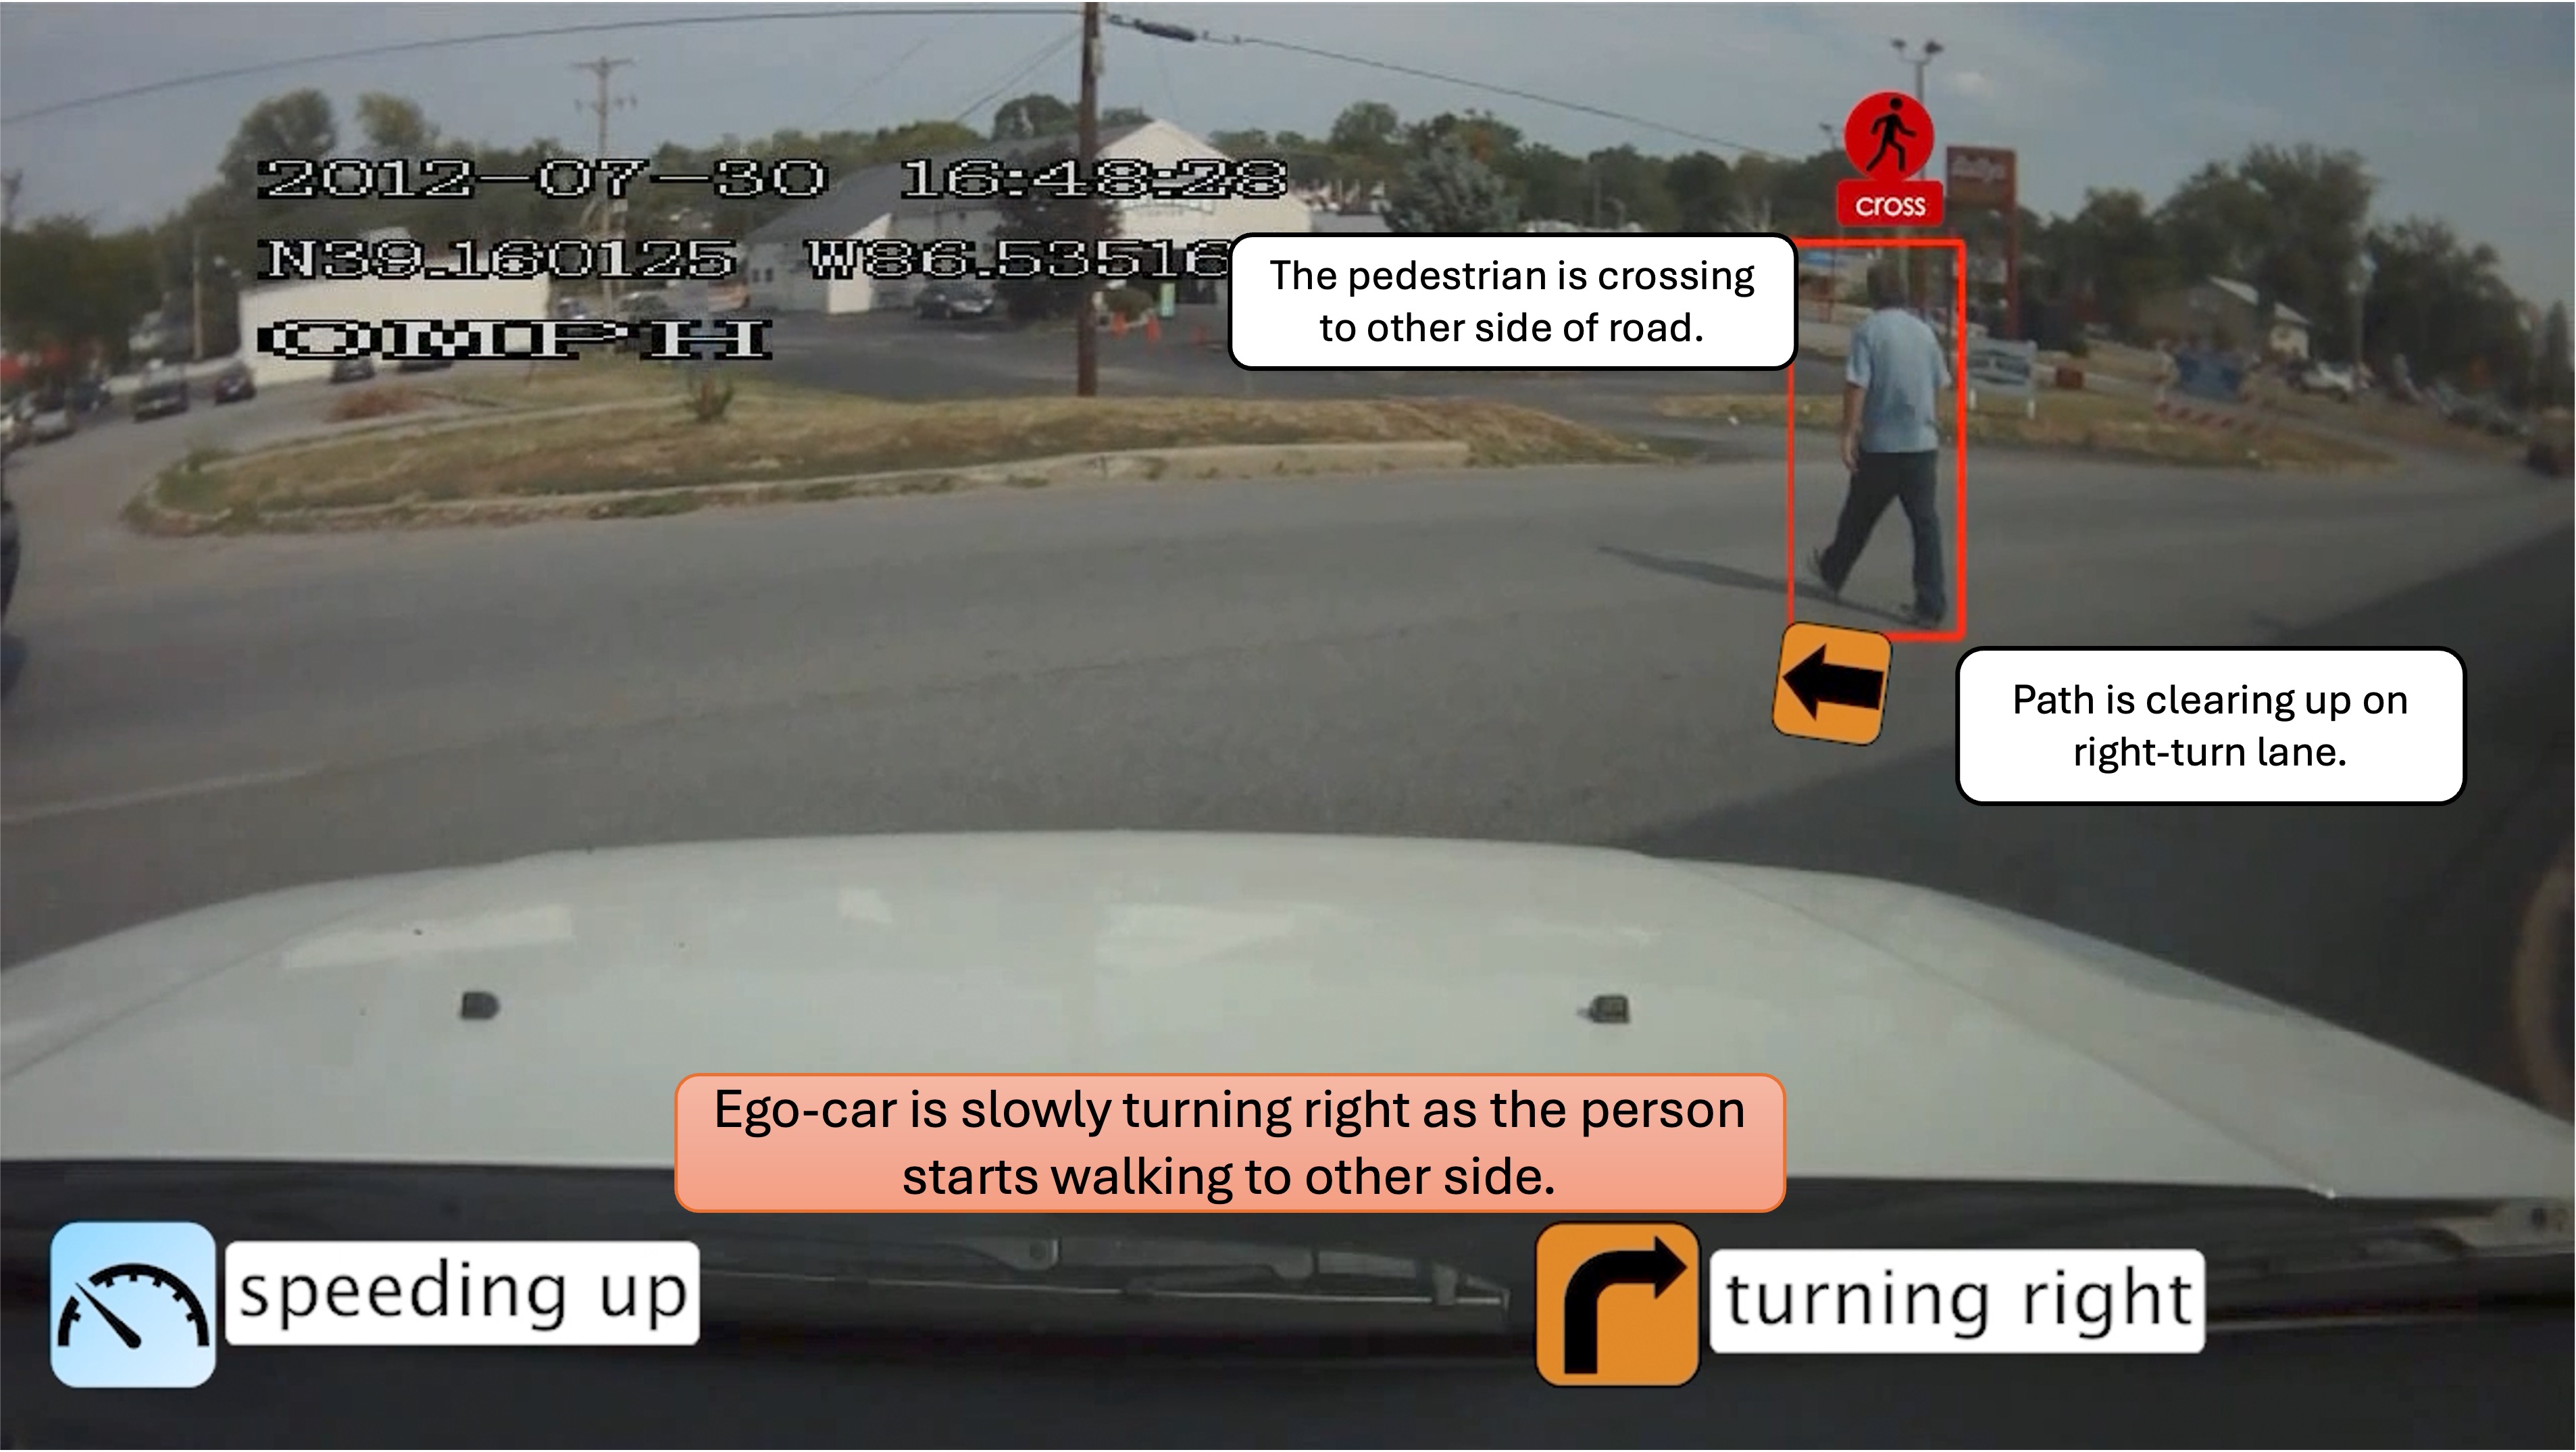 2012-07-30 16:48:28
N39.160125 W86.53516
0MPH
cross
The pedestrian is crossing
to other side of road.
Path is clearing up on
right-turn lane.
Ego-car is slowly turning right as the person
starts walking to other side.
speeding up
turning right